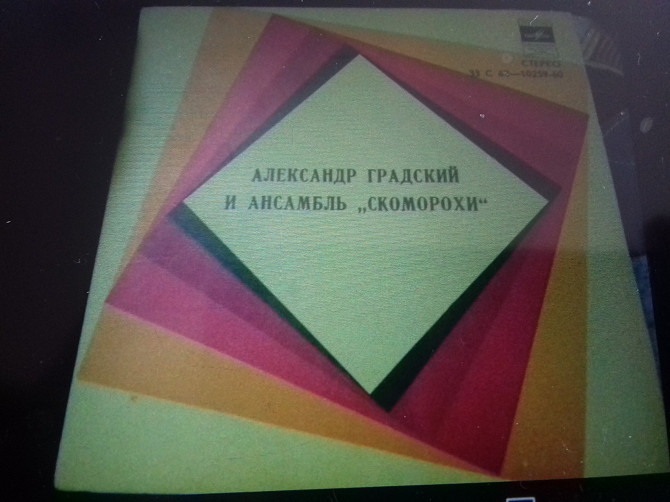 СТЕРЕО
АЛЕКСАНДР ГРАДСКИЙ
И АНСАМБЛЬ „СКОМОРОХИ“